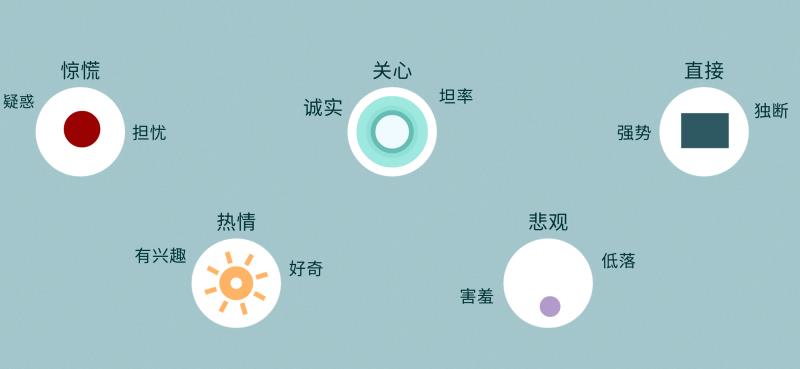 惊慌
疑惑
担忧
关心
诚实
坦率
直接
强势
独断
热情
有兴趣
好奇
悲观
害羞
低落